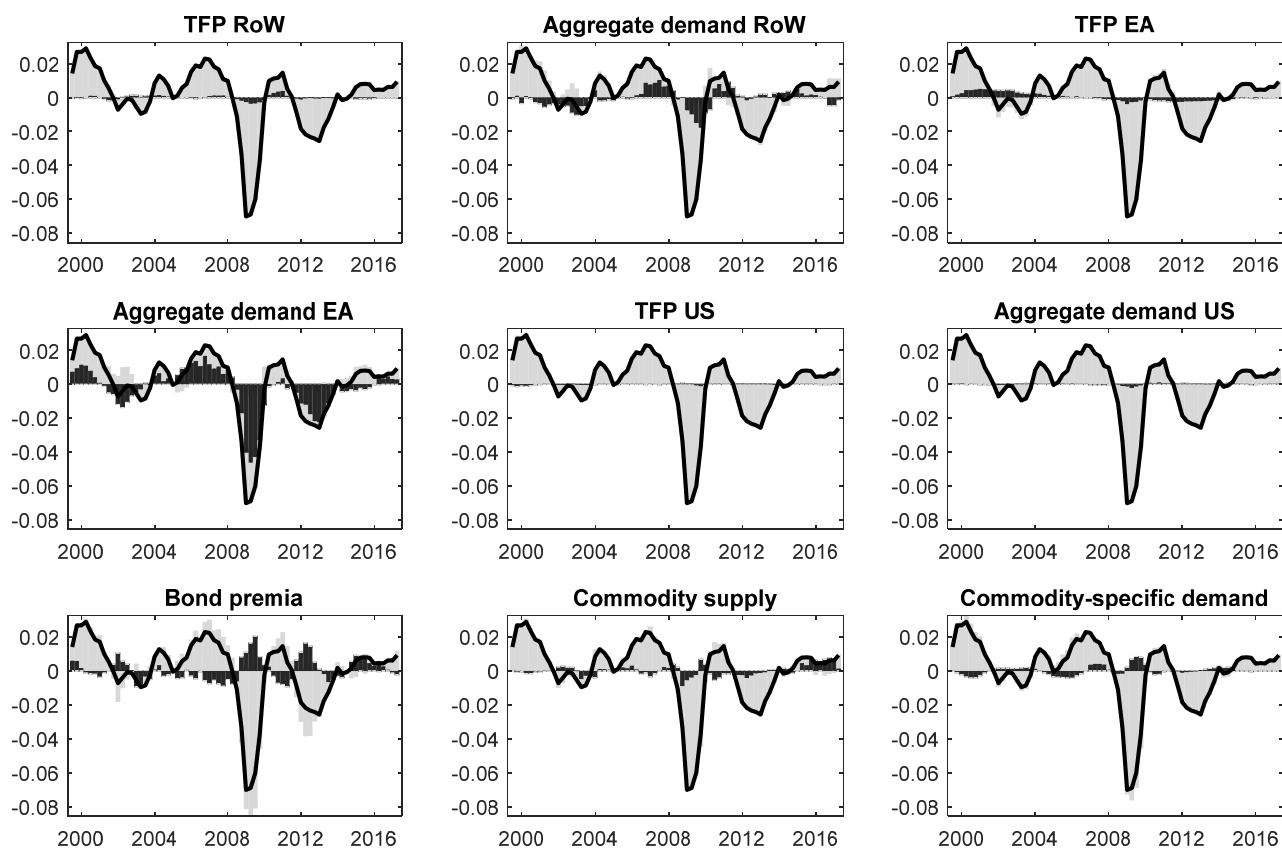 TFP RoW Aggregate demand RoW TFP EA
0.02 0.02 0.02
0 0 0
-0.02 -0.02 -0.02
-0.04 -0.04 -0.04
-0.06 -0.06 -0.06
-0.08 -0.08 -0.08
2000 2004 2008 2012 2016 2000 2004 2008 2012 2016 2000 2004 2008 2012 2016
Aggregate demand EA TFP US Aggregate demand US
0.02 0.02 0.02
0 0 0
-0.02 -0.02 -0.02
-0.04 -0.04 -0.04
-0.06 -0.06 -0.06
-0.08 -0.08 -0.08
2000 2004 2008 2012 2016 2000 2004 2008 2012 2016 2000 2004 2008 2012 2016
Bond premia Commodity supply Commodity-specific demand
0.02 0.02 0.02
0 0 0
-0.02 -0.02 -0.02
-0.04 -0.04 -0.04
-0.06 -0.06 -0.06
-0.08 -0.08 -0.08
2000 2004 2008 2012 2016 2000 2004 2008 2012 2016 2000 2004 2008 2012 2016